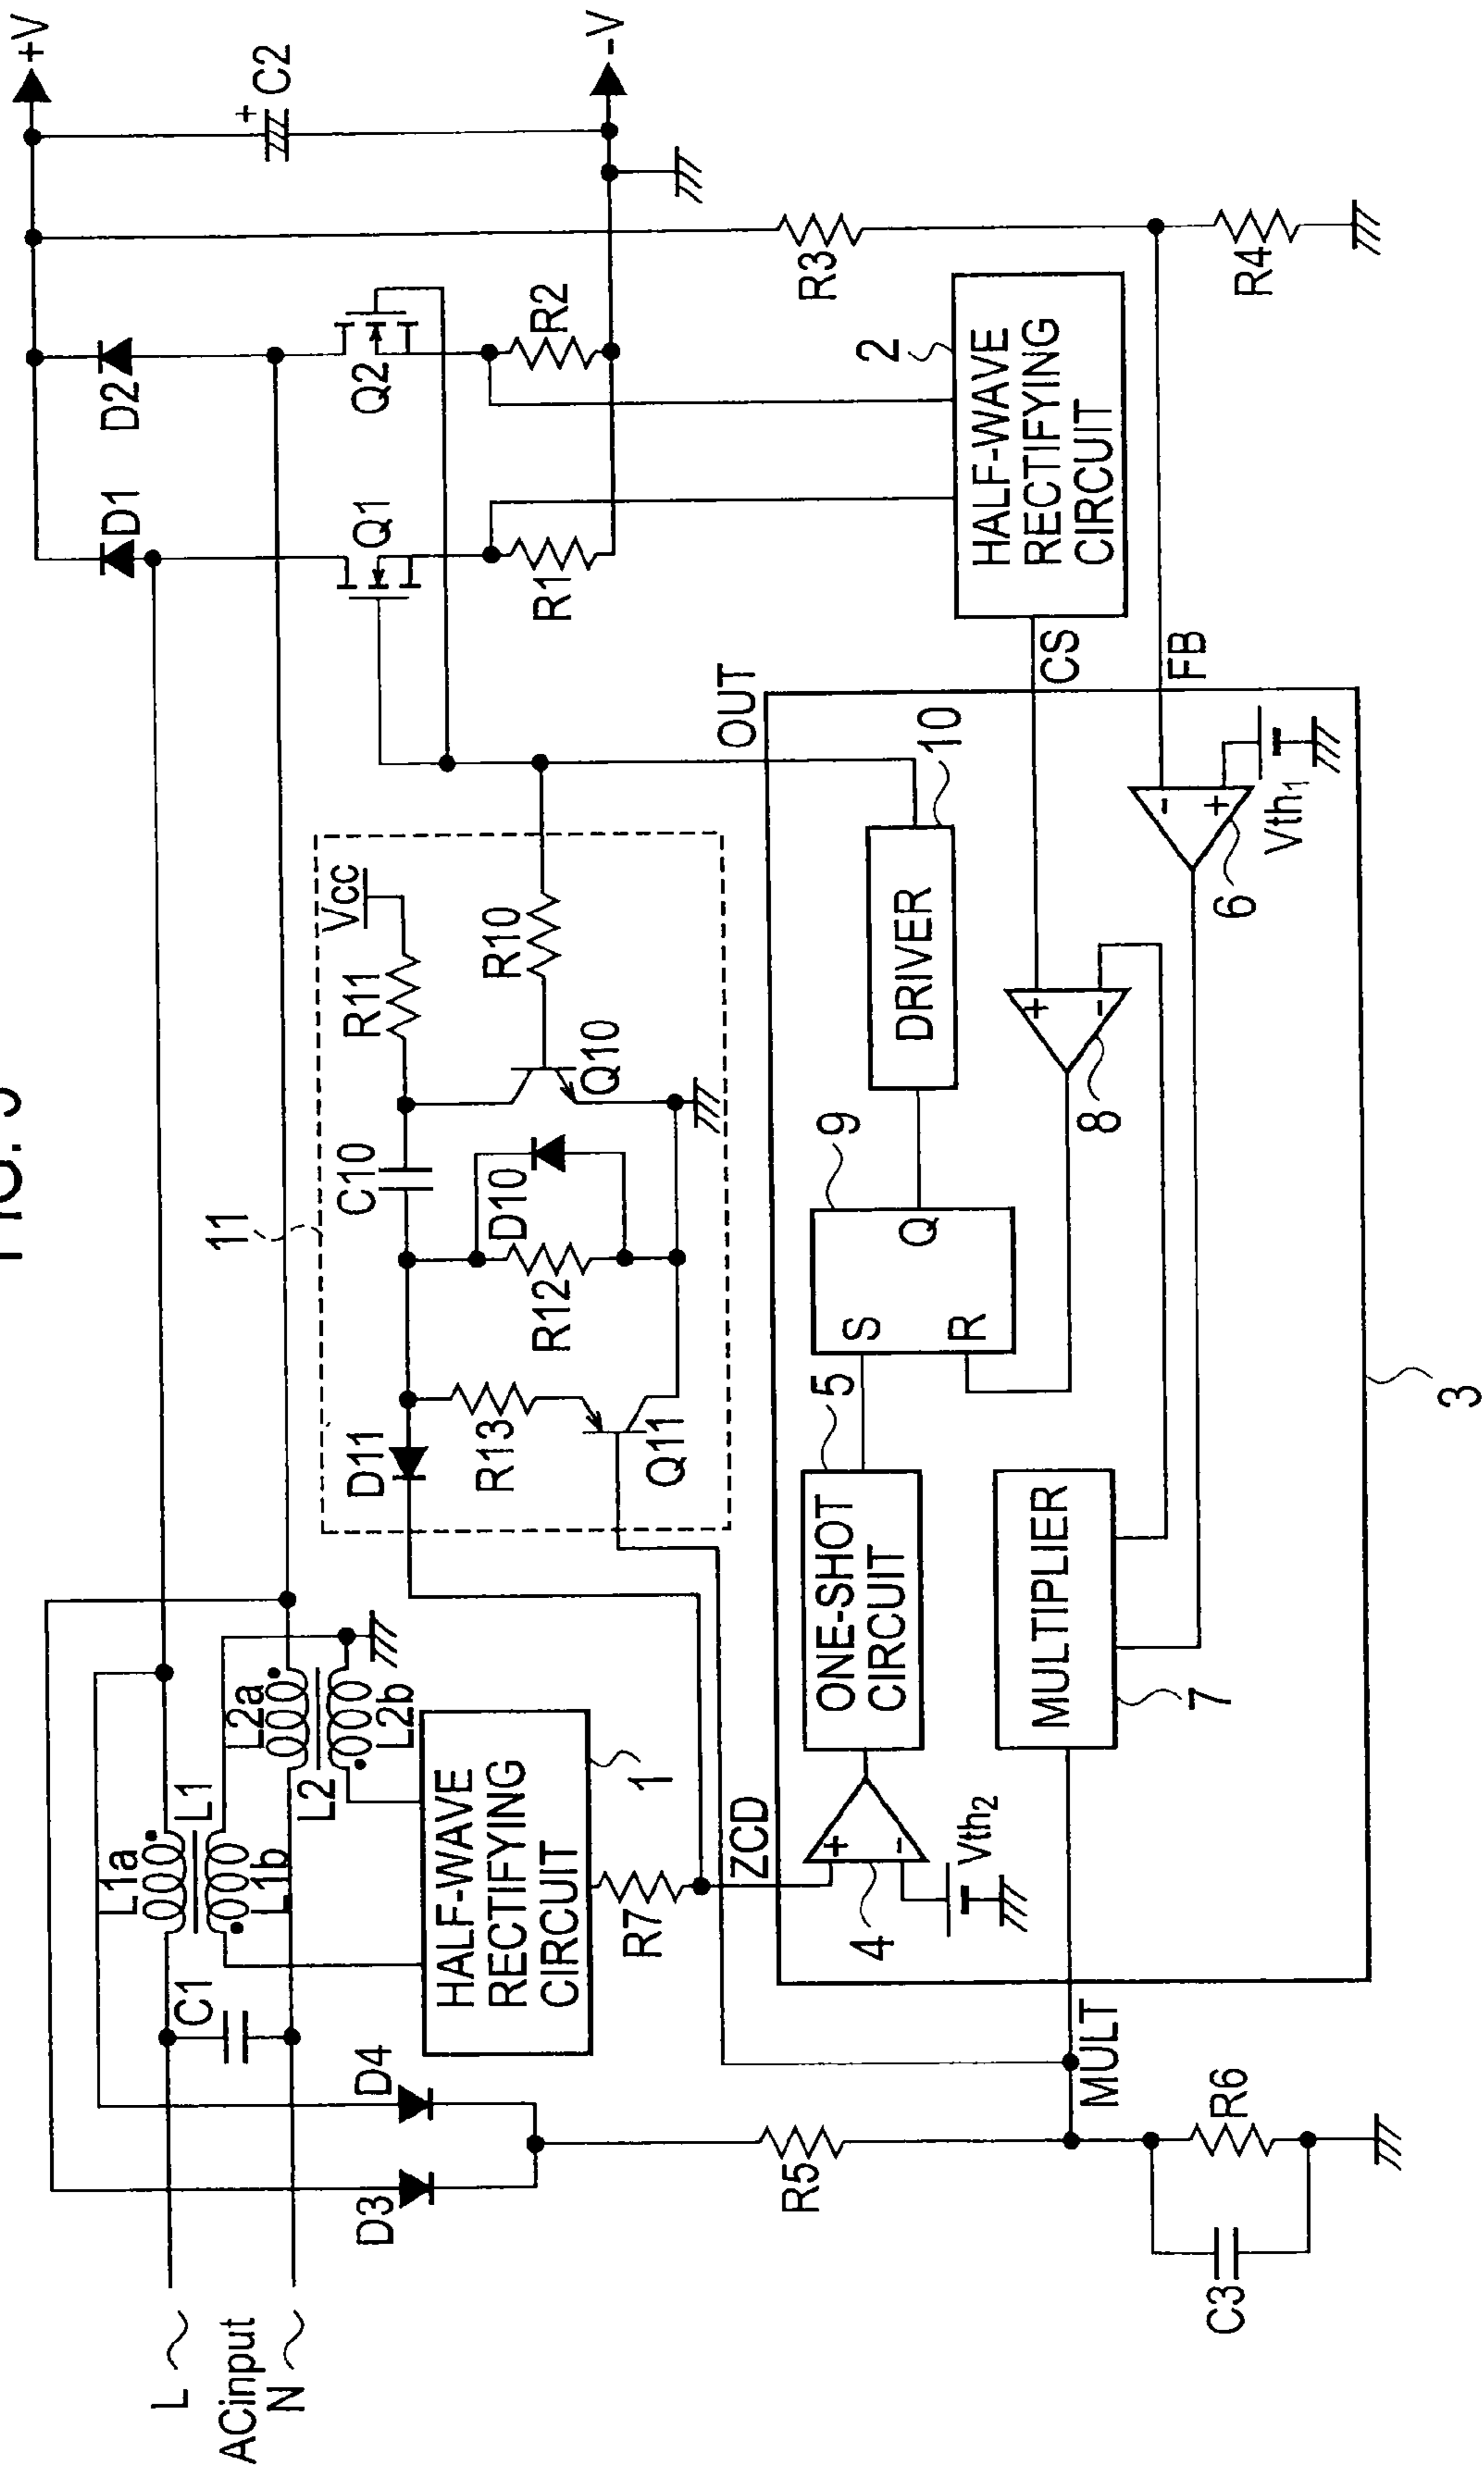 +V
C2
+
-V
D2
D1
Q2
Q1
R2
R1
R3
R4
2
HALF-WAVE
RECTIFYING
CIRCUIT
CS
FB
OUT
11
Vcc
R11
R10
C10
Q10
D10
R12
D11
R13
Q11
L1a
L1
L1b
L2a
L2
L2b
C1
HALF-WAVE
RECTIFYING
CIRCUIT
1
R7
ZCD
D4
D3
L
ACinput
N
R5
MULT
R6
C3
DRIVER
10
9
S
Q
R
5
ONE-SHOT
CIRCUIT
+
-
4
Vth2
MULTIPLIER
7
+
-
8
-
+
6
Vth1
3